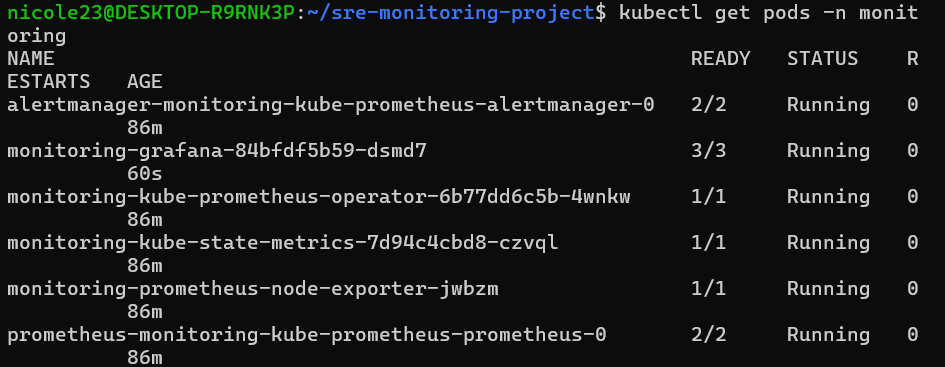 nicole23@DESKTOP-R9RNK3P:~/sre-monitoring-project$ kubectl get pods -n monit
oring
NAME READY STATUS R
ESTARTS AGE
alertmanager-monitoring-kube-prometheus-alertmanager-0 2/2 Running 0
86m
monitoring-grafana-84bfdf5b59-dsmd7 3/3 Running 0
60s
monitoring-kube-prometheus-operator-6b77dd6c5b-4wnkw 1/1 Running 0
86m
monitoring-kube-state-metrics-7d94c4cbd8-czvql 1/1 Running 0
86m
monitoring-prometheus-node-exporter-jwbzm 1/1 Running 0
86m
prometheus-monitoring-kube-prometheus-prometheus-0 2/2 Running 0
86m